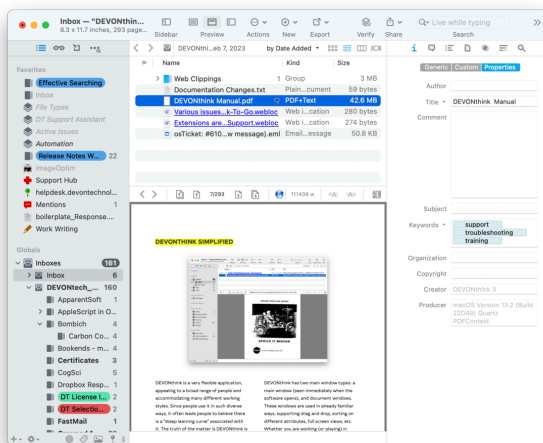 Inbox — "DEVONthin...
8.3 x 11.7 inches, 293 page...
Sidebar
Preview
Actions
New
Export
Verify
Share
Live while typing
Search
DEVONthi...eb 7, 2023
by Date Added
Generic
Custom
Properties
Favorites
Effective Searching
Inbox
File Types
DT Support Assistant
Active Issues
Automation
Release Notes W... 22
ImageOptim
Support Hub
helpdesk.devontechnol...
Mentions 1
boilerplate_Response....
Work Writing
Globals
Inboxes 161
Inbox 6
DEVONtech_... 160
ApparentSoft 1
AppleScript in O...
Bombich 4
Carbon Co... 4
Bookends - m... 4
Certificates 3
CogSci 5
Dropbox Resp... 1
DT License I... 2
DT Selectio... 2
FastMail 1
Name Kind Size
Web Clippings 1 Group 3 MB
Documentation Changes.txt Plain...cument 59 bytes
DEVONthink Manual.pdf PDF+Text 42.6 MB
Various issues...k-To-Go.webloc Web i...cation 280 bytes
Extensions are...Support.webloc Web i...cation 274 bytes
osTicket: #610...w message).eml Email...essage 50.8 KB
7/293
111436 w
DEVONTHINK SIMPLIFIED
DEVONthink is a very flexible application,
appealing to a broad range of people and
accommodating many different working
styles. Since people use it in such diverse
ways, it often leads people to believe there
is a "steep learning curve" associated with
it. The truth of the matter is DEVONthink is
DEVONthink has two main window types: a
main window (seen immediately when the
software opens), and document windows.
These windows are used in already familiar
ways, supporting drag and drop, sorting on
different attributes, full screen views, etc.
Whether you are working (or playing) in
Author
Title DEVONthink Manual
Comment
Subject
Keywords support
troubleshooting
training
Organization
Copyright
Creator DEVONthink 3
Producer macOS Version 13.2 (Build
22D49) Quartz
PDFContext